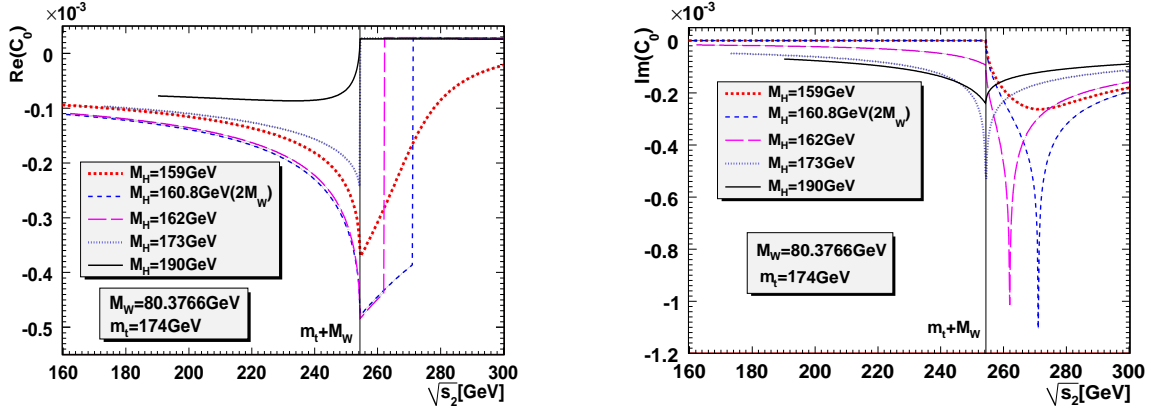 ×10⁻³
Re(C₀)
0
-0.1
-0.2
-0.3
-0.4
-0.5
M_H=159GeV
M_H=160.8GeV(2M_W)
M_H=162GeV
M_H=173GeV
M_H=190GeV
M_W=80.3766GeV
m_t=174GeV
m_t+M_W
160 180 200 220 240 260 280 300
√s₂[GeV]
×10⁻³
Im(C₀)
0
-0.2
-0.4
-0.6
-0.8
-1
-1.2
M_H=159GeV
M_H=160.8GeV(2M_W)
M_H=162GeV
M_H=173GeV
M_H=190GeV
M_W=80.3766GeV
m_t=174GeV
m_t+M_W
160 180 200 220 240 260 280 300
√s₂[GeV]